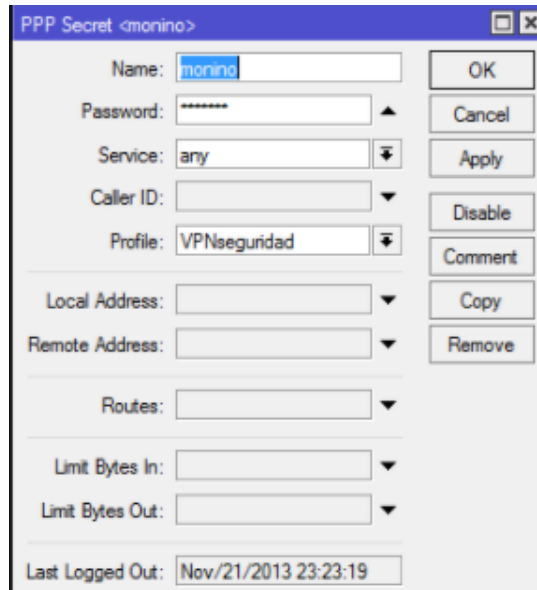 PPP Secret <monino>
Name: monino
OK
Password: *******
Cancel
Service: any
Apply
Caller ID:
Disable
Profile: VPNseguridad
Comment
Local Address:
Copy
Remote Address:
Remove
Routes:
Limit Bytes In:
Limit Bytes Out:
Last Logged Out: Nov/21/2013 23:23:19